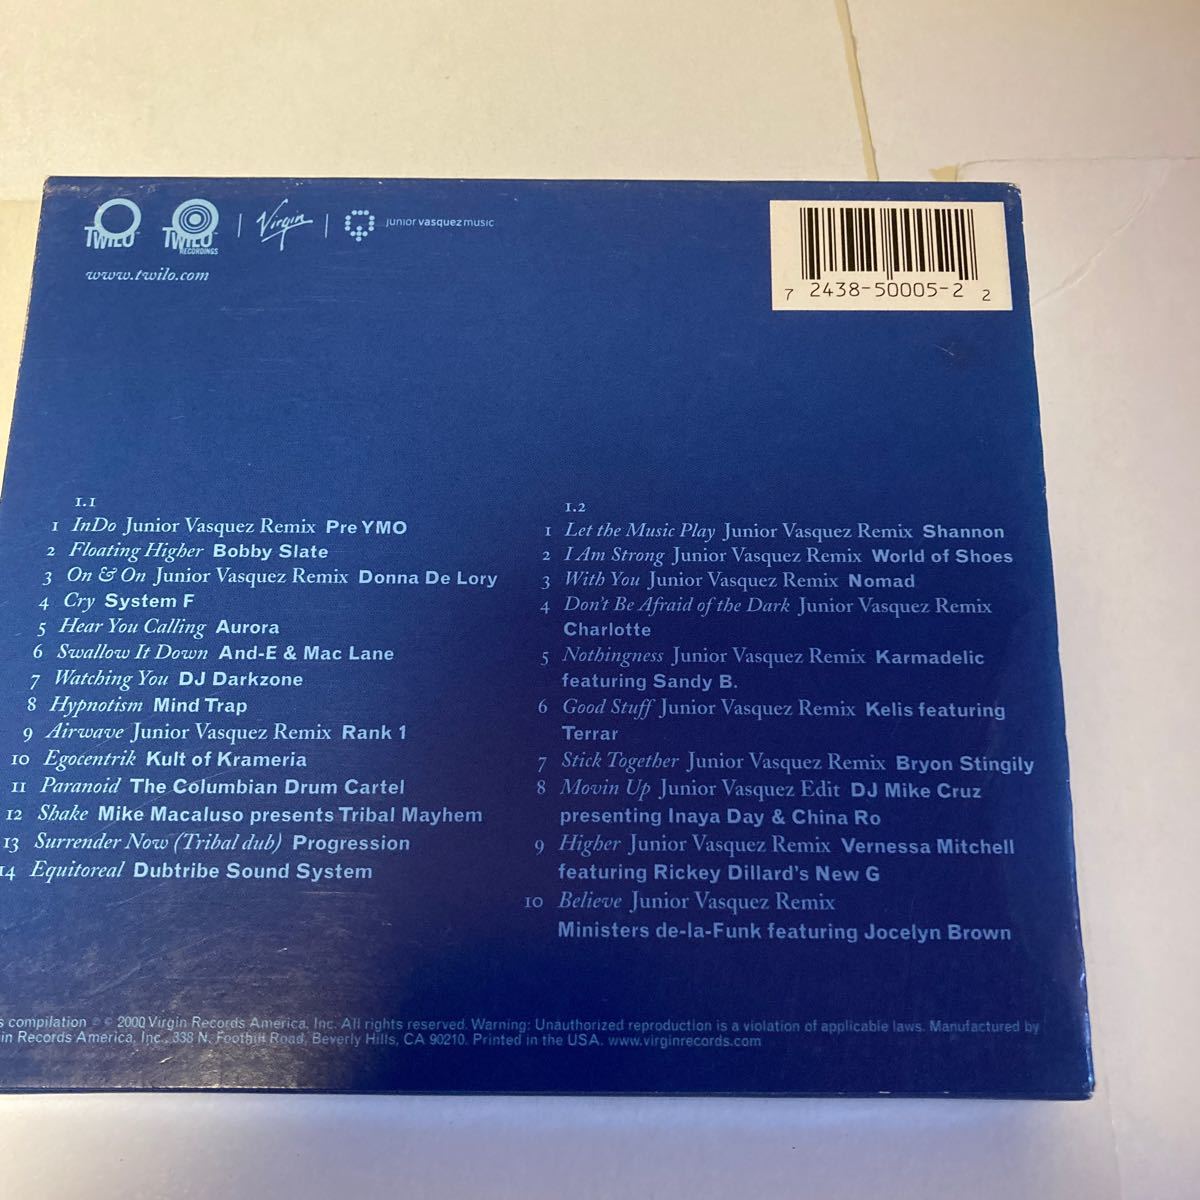 TWILO
TWILO
RECORDINGS
Virgin
junior vasquez music
www.twilo.com
7 2438-50005-2 2
1.1
1 InDo Junior Vasquez Remix Pre YMO
2 Floating Higher Bobby Slate
3 On & On Junior Vasquez Remix Donna De Lory
4 Cry System F
5 Hear You Calling Aurora
6 Swallow It Down And-E & Mac Lane
7 Watching You DJ Darkzone
8 Hypnotism Mind Trap
9 Airwave Junior Vasquez Remix Rank 1
10 Egocentrik Kult of Krameria
11 Paranoid The Columbian Drum Cartel
12 Shake Mike Macaluso presents Tribal Mayhem
13 Surrender Now (Tribal dub) Progression
14 Equitoreal Dubtribe Sound System
1.2
1 Let the Music Play Junior Vasquez Remix Shannon
2 I Am Strong Junior Vasquez Remix World of Shoes
3 With You Junior Vasquez Remix Nomad
4 Don't Be Afraid of the Dark Junior Vasquez Remix
Charlotte
5 Nothingness Junior Vasquez Remix Karmadelic
featuring Sandy B.
6 Good Stuff Junior Vasquez Remix Kelis featuring
Terrar
7 Stick Together Junior Vasquez Remix Bryon Stingily
8 Movin Up Junior Vasquez Edit DJ Mike Cruz
presenting Inaya Day & China Ro
9 Higher Junior Vasquez Remix Vernessa Mitchell
featuring Rickey Dillard's New G
10 Believe Junior Vasquez Remix
Ministers de-la-Funk featuring Jocelyn Brown
s compilation ℗ © 2000 Virgin Records America, Inc. All rights reserved. Warning: Unauthorized reproduction is a violation of applicable laws. Manufactured by
in Records America, Inc., 338 N. Foothill Road, Beverly Hills, CA 90210. Printed in the USA. www.virginrecords.com